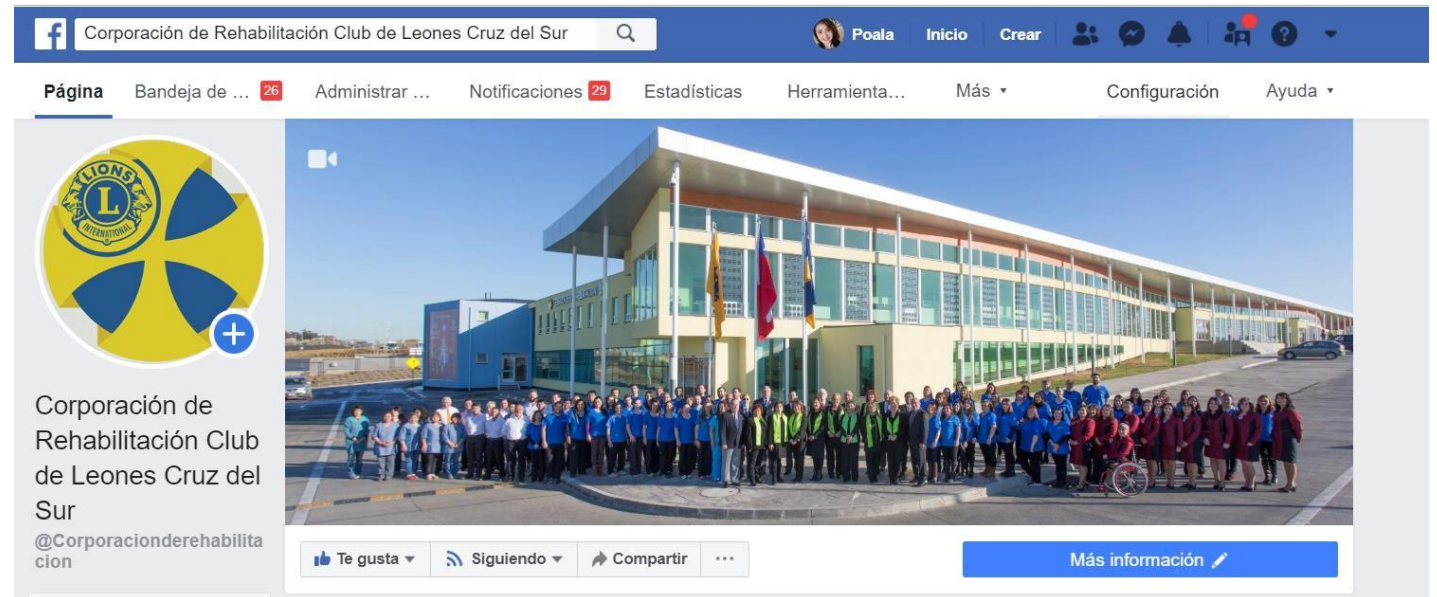 Corporación de Rehabilitación Club de Leones Cruz del Sur
Poala Inicio Crear
Página Bandeja de ... 26 Administrar ... Notificaciones 29 Estadísticas Herramienta... Más Configuración Ayuda
LIONS
L
INTERNATIONAL
Corporación de
Rehabilitación Club
de Leones Cruz del
Sur
@Corporacionderehabilita
cion
Te gusta Siguiendo Compartir ... Más información